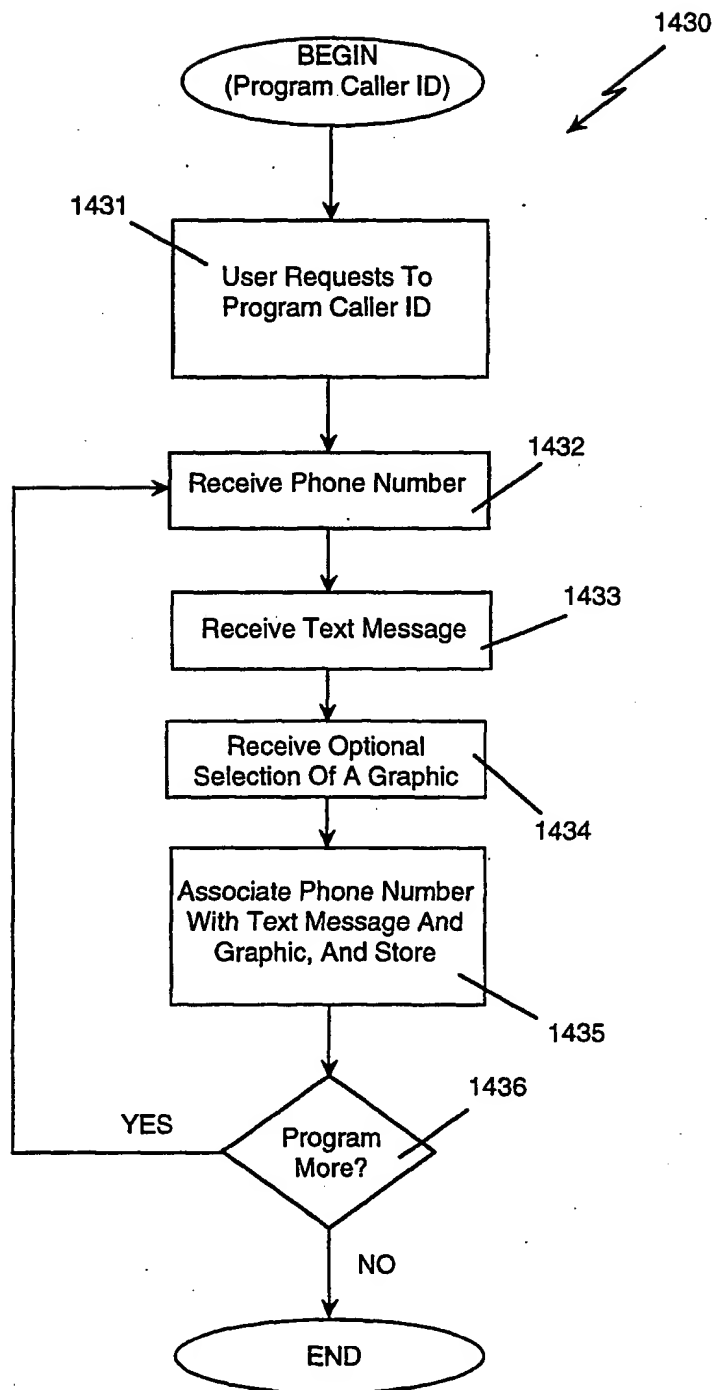 1430
BEGIN
(Program Caller ID)
1431
User Requests To
Program Caller ID
1432
Receive Phone Number
1433
Receive Text Message
Receive Optional
Selection Of A Graphic
1434
Associate Phone Number
With Text Message And
Graphic, And Store
1435
1436
YES
Program
More?
NO
END